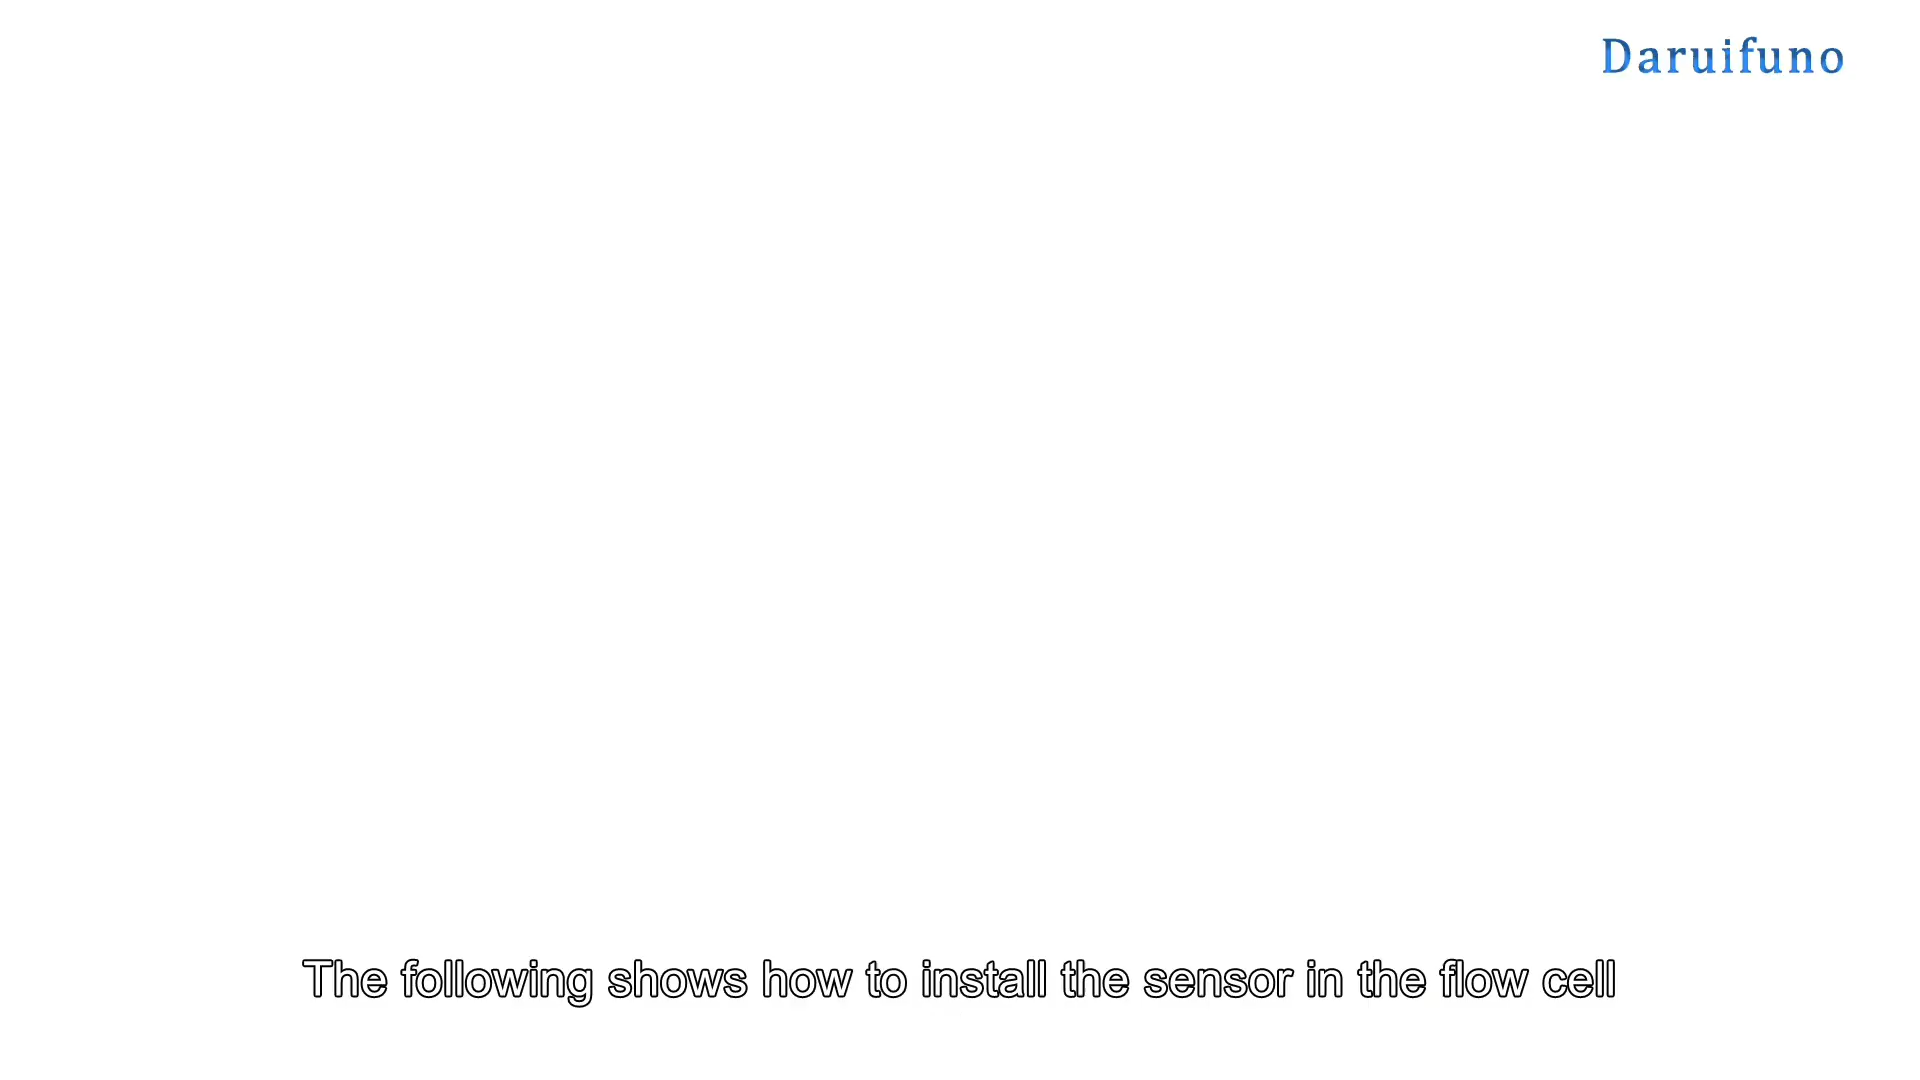 Daruifuno
The following shows how to install the sensor in the flow cell